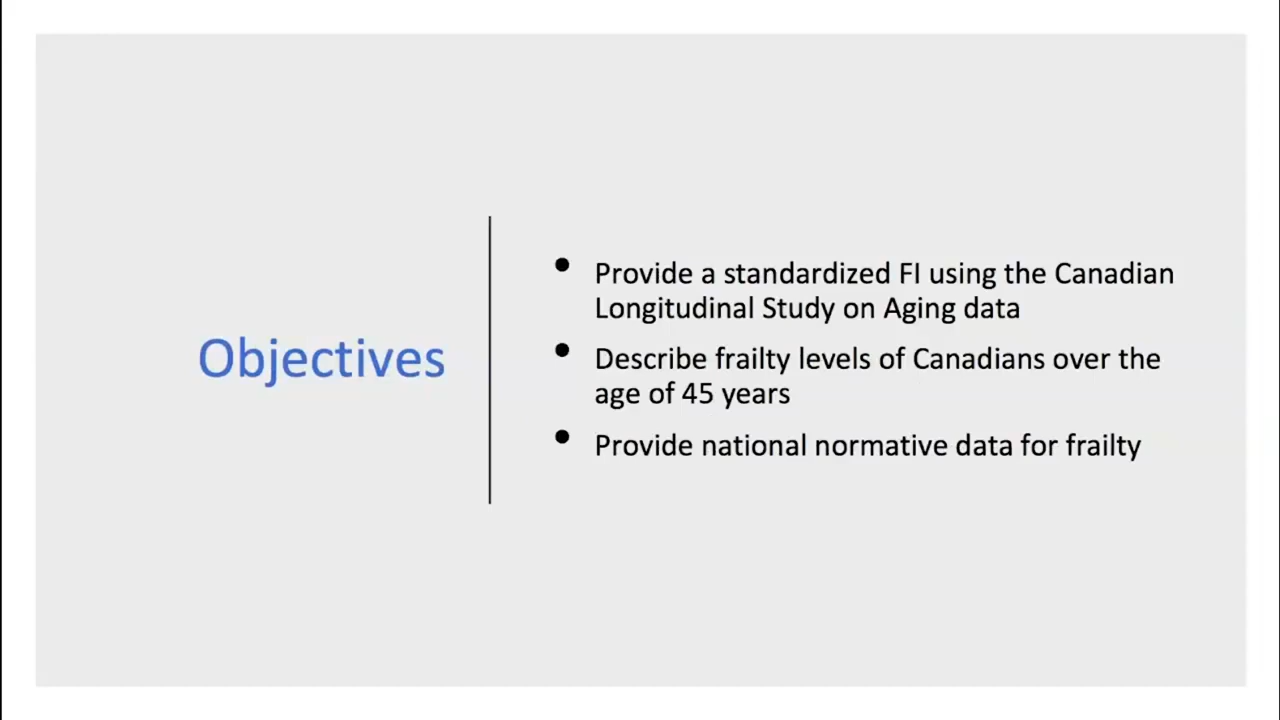 Objectives
• Provide a standardized FI using the Canadian
Longitudinal Study on Aging data
• Describe frailty levels of Canadians over the
age of 45 years
• Provide national normative data for frailty